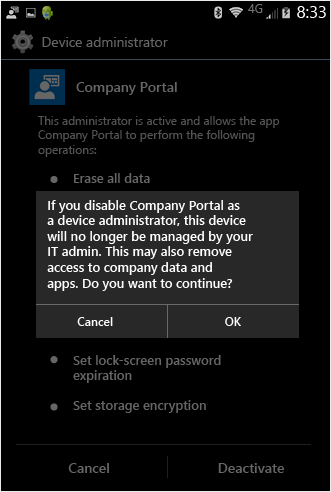 4G 8:33
Device administrator
Company Portal
This administrator is active and allows the app
Company Portal to perform the following
operations:
Erase all data
If you disable Company Portal as
a device administrator, this device
will no longer be managed by your
IT admin. This may also remove
access to company data and
apps. Do you want to continue?
Cancel OK
Set lock-screen password
expiration
Set storage encryption
Cancel Deactivate